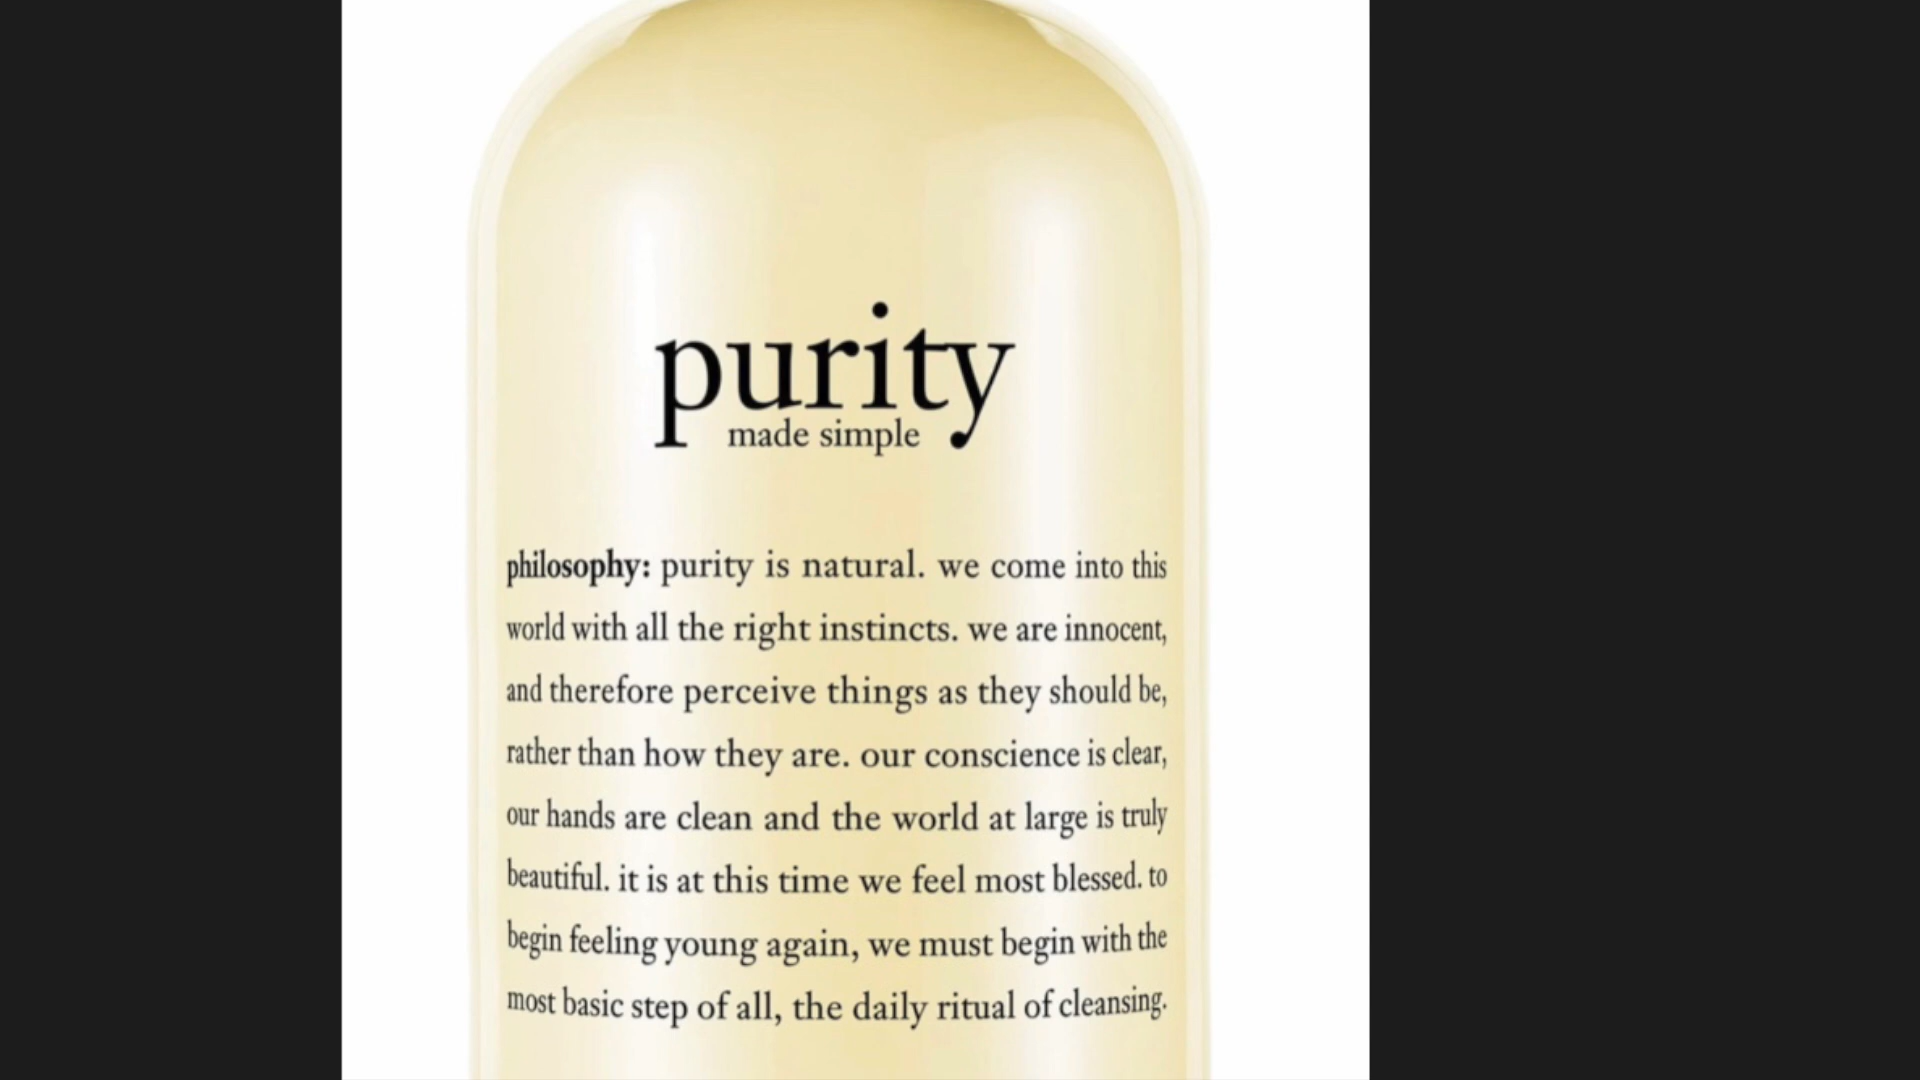 purity
made simple
philosophy: purity is natural. we come into this
world with all the right instincts. we are innocent,
and therefore perceive things as they should be,
rather than how they are. our conscience is clear,
our hands are clean and the world at large is truly
beautiful. it is at this time we feel most blessed. to
begin feeling young again, we must begin with the
most basic step of all, the daily ritual of cleansing.